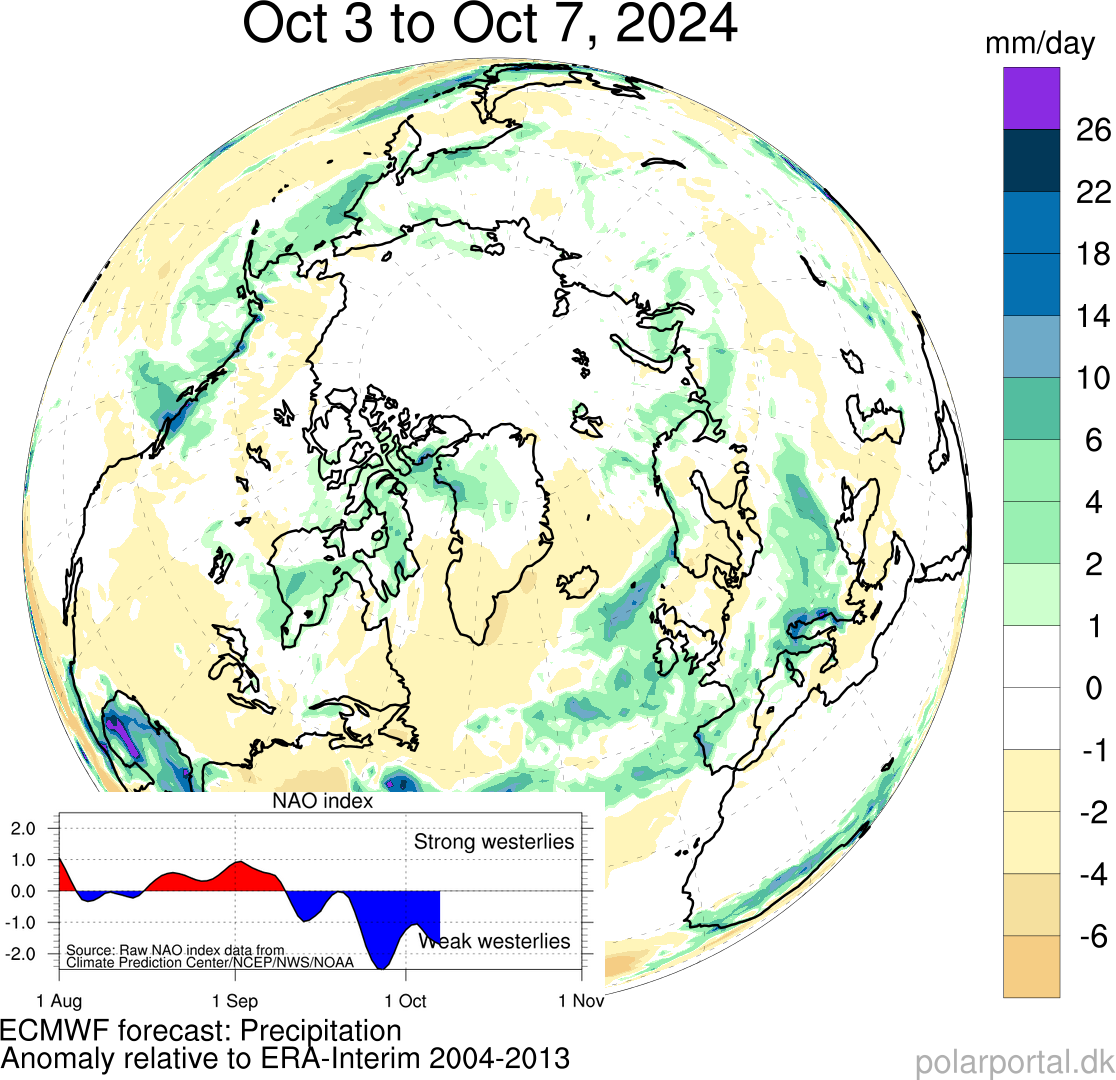 Oct 3 to Oct 7, 2024
mm/day
26
22
18
14
10
6
4
2
1
0
-1
-2
-4
-6
NAO index
2.0
1.0
0.0
-1.0
-2.0
Strong westerlies
Weak westerlies
Source: Raw NAO index data from
Climate Prediction Center/NCEP/NWS/NOAA
1 Aug 1 Sep 1 Oct 1 Nov
ECMWF forecast: Precipitation
Anomaly relative to ERA-Interim 2004-2013
polarportal.dk